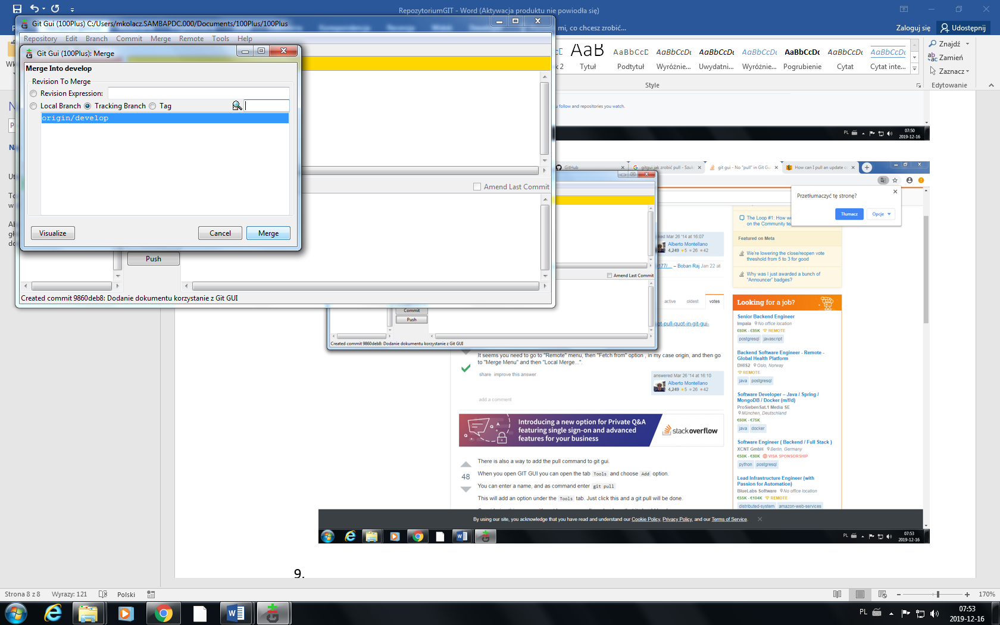 RepozytoriumGIT - Word (Aktywacja produktu nie powiodła się)
Git Gui (100Plus) C:/Users/mkolacz.SAMBAPDC.000/Documents/100Plus/100Plus
mi, co chcesz zrobić...
Zaloguj się
Udostępnij
Repository Edit Branch Commit Merge Remote Tools Help
Git Gui (100Plus): Merge
Merge Into develop
Revision To Merge
Revision Expression:
Local Branch Tracking Branch Tag
origin/develop
Visualize Cancel Merge
Amend Last Commit
Push
Created commit 9860deb8: Dodanie dokumentu korzystanie z Git GUI
AaB AaBbCcD AaBbCcDc AaBbCcDc AaBbCcDc AaBbCcDc AaBbCcDc AaBbCcDc
k 2 Tytuł Podtytuł Wyróżnie... Uwydatni... Wyróżnie... Pogrubienie Cytat Cytat inte...
Style
Znajdź
Zamień
Zaznacz
Edytowanie
follow and repositories you watch.
PL 07:50
2019-12-16
GitHub
gitgui jak zrobić pull - Szuk
git gui - No "pull" in Git Gu
How can I pull an update c
Przetłumaczyć tę stronę?
Tłumacz Opcje
The Loop #1: How we
on the Community te
Featured on Meta
We're lowering the close/reopen vote
threshold from 5 to 3 for good
Why was I just awarded a bunch of
"Announcer" badges?
ked Mar 26 '14 at 16:07
Alberto Montellano
4,249 5 26 42
r177/... – Boban Raj Jan 22 at
Amend Last Commit
active oldest votes
ot-pull-quot-in-git-gui-
Commit
Push
Created commit 9860deb8: Dodanie dokumentu korzystanie z Git GUI
It seems you need to go to "Remote" menu, then "Fetch from" option , in my case origin, and then go
to "Merge Menu" and then "Local Merge...".
share improve this answer
answered Mar 26 '14 at 16:10
Alberto Montellano
4,249 5 26 42
add a comment
Introducing a new option for Private Q&A
featuring single sign-on and advanced
features for your business
stackoverflow
There is also a way to add the pull command to git gui.
48
When you open GIT GUI you can open the tab Tools and choose Add option.
You can enter a name, and as command enter git pull
This will add an option under the Tools tab. Just click this and a git pull will be done.
Looking for a job?
Senior Backend Engineer
Impala No office location
€60K - €85K REMOTE
postgresql javascript
Backend Software Engineer - Remote -
Global Health Platform
DHIS2 Oslo, Norway
REMOTE
java postgresql
Software Developer – Java / Spring /
MongoDB / Docker (m/f/d)
ProSiebenSat.1 Media SE
München, Deutschland
€60K - €75K
java docker
Software Engineer ( Backend / Full Stack )
XCNT GmbH Berlin, Germany
€50K - €80K VISA SPONSORSHIP
python postgresql
Lead Infrastructure Engineer (with
Passion for Automation)
BlueLabs Software No office location
€55K - €104K REMOTE
distributed-system amazon-web-services
By using our site, you acknowledge that you have read and understand our Cookie Policy, Privacy Policy, and our Terms of Service.
PL 07:53
2019-12-16
9.
Strona 8 z 8 Wyrazy: 121 Polski
170%
PL 07:53
2019-12-16